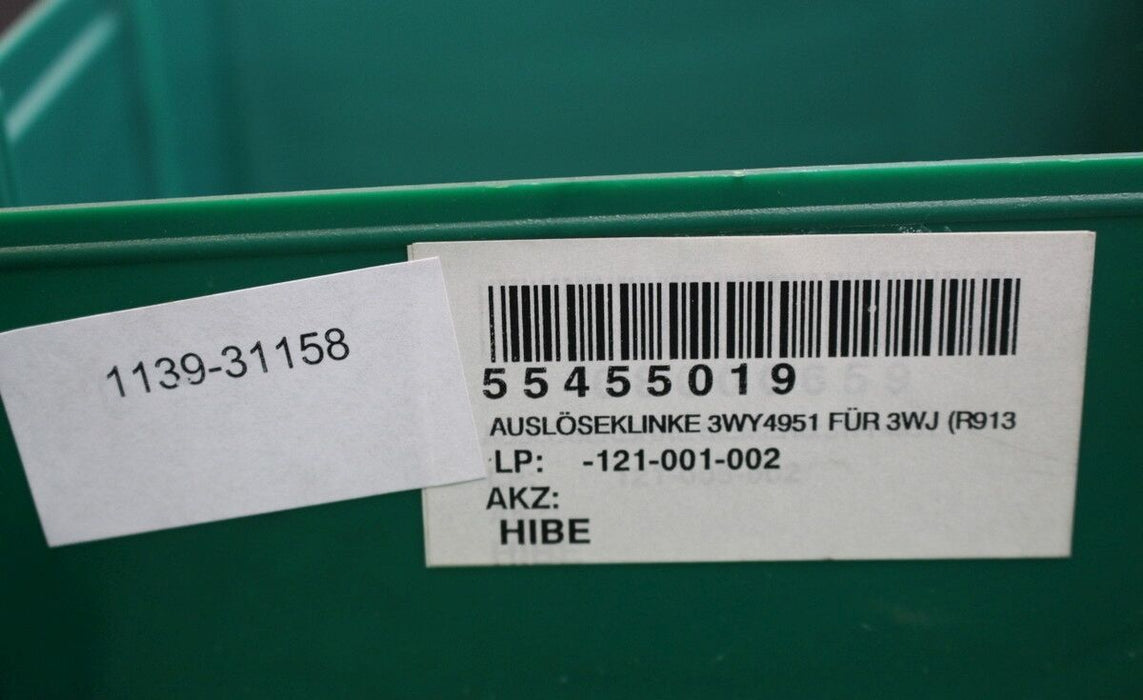 1139-31158
55455019
AUSLÖSEKLINKE 3WY4951 FÜR 3WJ (R913
LP: -121-001-002
AKZ:
HIBE